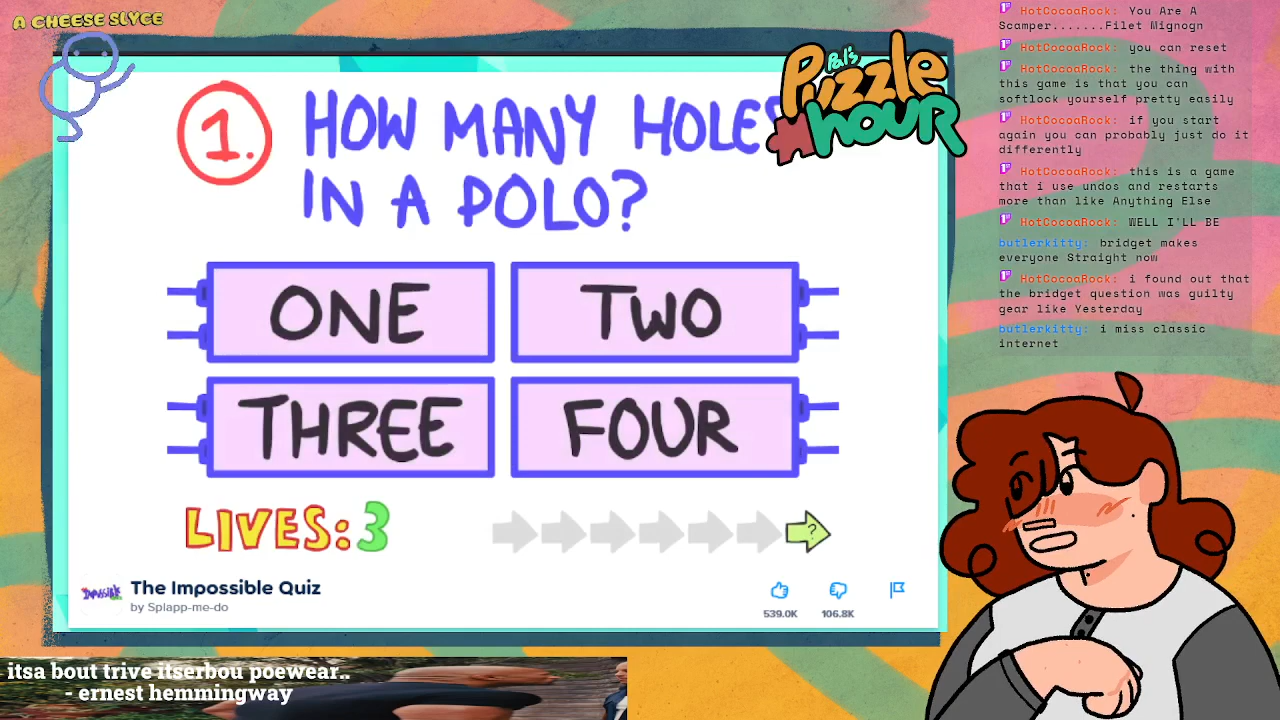 A CHEESE SLYCE
1.
HOW MANY HOLES
IN A POLO?
Pal's
Puzzle
HOUR
ONE
TWO
THREE
FOUR
LIVES: 3
?
The Impossible Quiz
by Splapp-me-do
539.0K
106.8K
itsa bout trive itserbou poewear..
- ernest hemmingway
HotCocoaRock: You Are A
Scamper.......Filet Mignogn
HotCocoaRock: you can reset
HotCocoaRock: the thing with
this game is that you can
softlock yourself pretty easily
HotCocoaRock: if you start
again you can probably just do it
differently
HotCocoaRock: this is a game
that i use undos and restarts
more than like Anything Else
HotCocoaRock: WELL I'LL BE
butlerkitty: bridget makes
everyone Straight now
HotCocoaRock: i found out that
the bridget question was guilty
gear like Yesterday
butlerkitty: i miss classic
internet